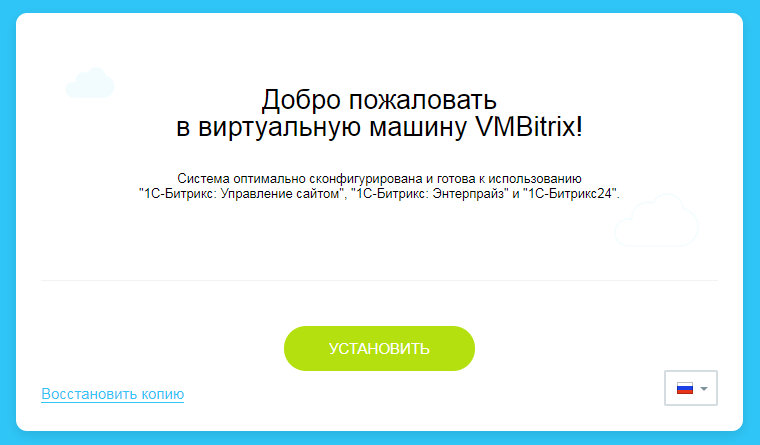 Добро пожаловать
в виртуальную машину VMBitrix!
Система оптимально сконфигурирована и готова к использованию
"1С-Битрикс: Управление сайтом", "1С-Битрикс: Энтерпрайз" и "1С-Битрикс24".
УСТАНОВИТЬ
Восстановить копию